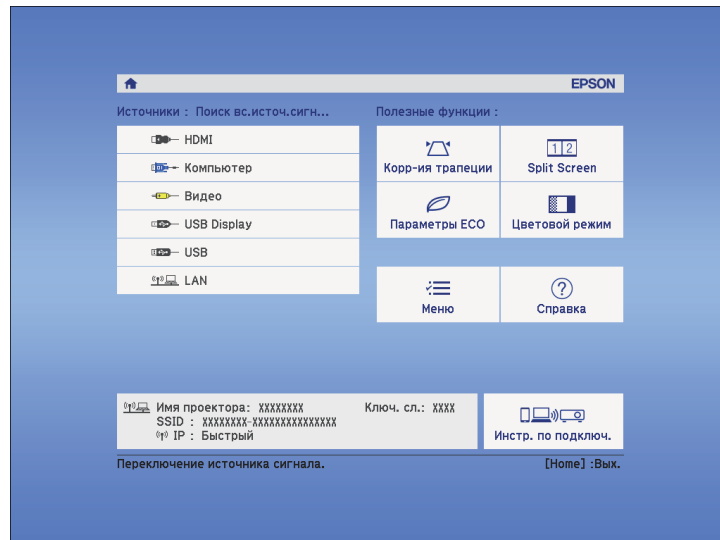 EPSON
Источники : Поиск вс.источ.сигн...
HDMI
Компьютер
Видео
USB Display
USB
LAN
Полезные функции :
Корр-ия трапеции
1 2
Split Screen
Параметры ECO
Цветовой режим
Меню
?
Справка
Имя проектора: XXXXXXXX
Ключ. сл.: XXXX
SSID : XXXXXXXX-XXXXXXXXXXXXXXX
IP : Быстрый
Инстр. по подключ.
Переключение источника сигнала.
[Home] :Вых.